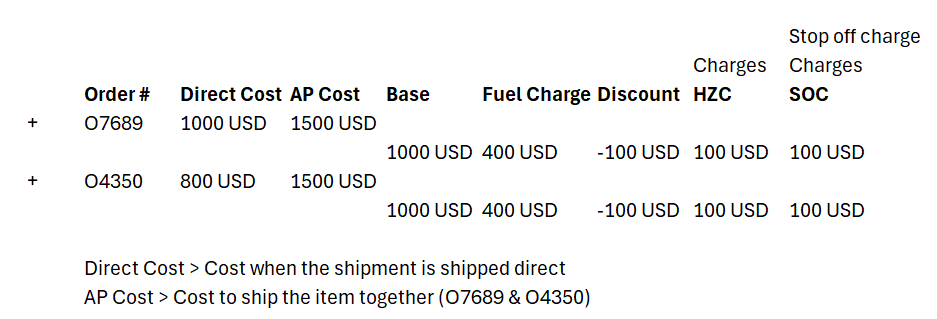 Stop off charge
Charges Charges
Order # Direct Cost AP Cost Base Fuel Charge Discount HZC SOC
+ O7689 1000 USD 1500 USD
1000 USD 400 USD -100 USD 100 USD 100 USD
+ O4350 800 USD 1500 USD
1000 USD 400 USD -100 USD 100 USD 100 USD
Direct Cost > Cost when the shipment is shipped direct
AP Cost > Cost to ship the item together (O7689 & O4350)